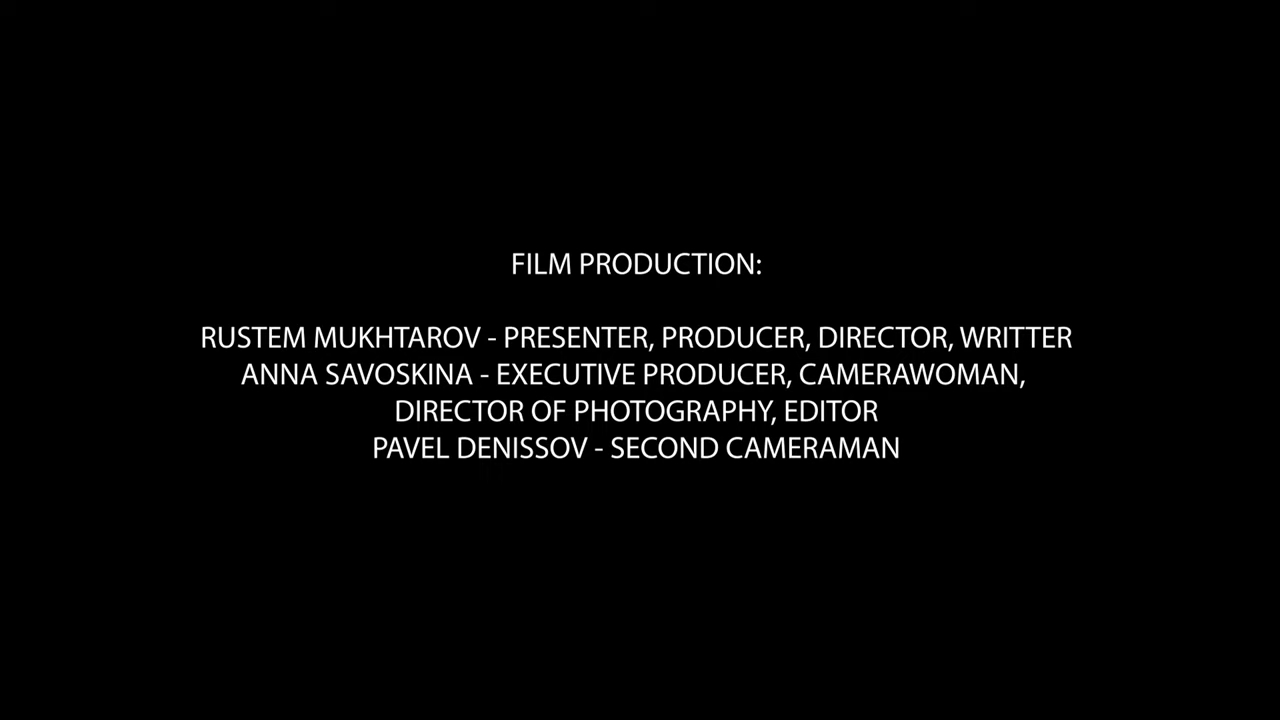 FILM PRODUCTION:
RUSTEM MUKHTAROV - PRESENTER, PRODUCER, DIRECTOR, WRITTER
ANNA SAVOSKINA - EXECUTIVE PRODUCER, CAMERAWOMAN,
DIRECTOR OF PHOTOGRAPHY, EDITOR
PAVEL DENISSOV - SECOND CAMERAMAN